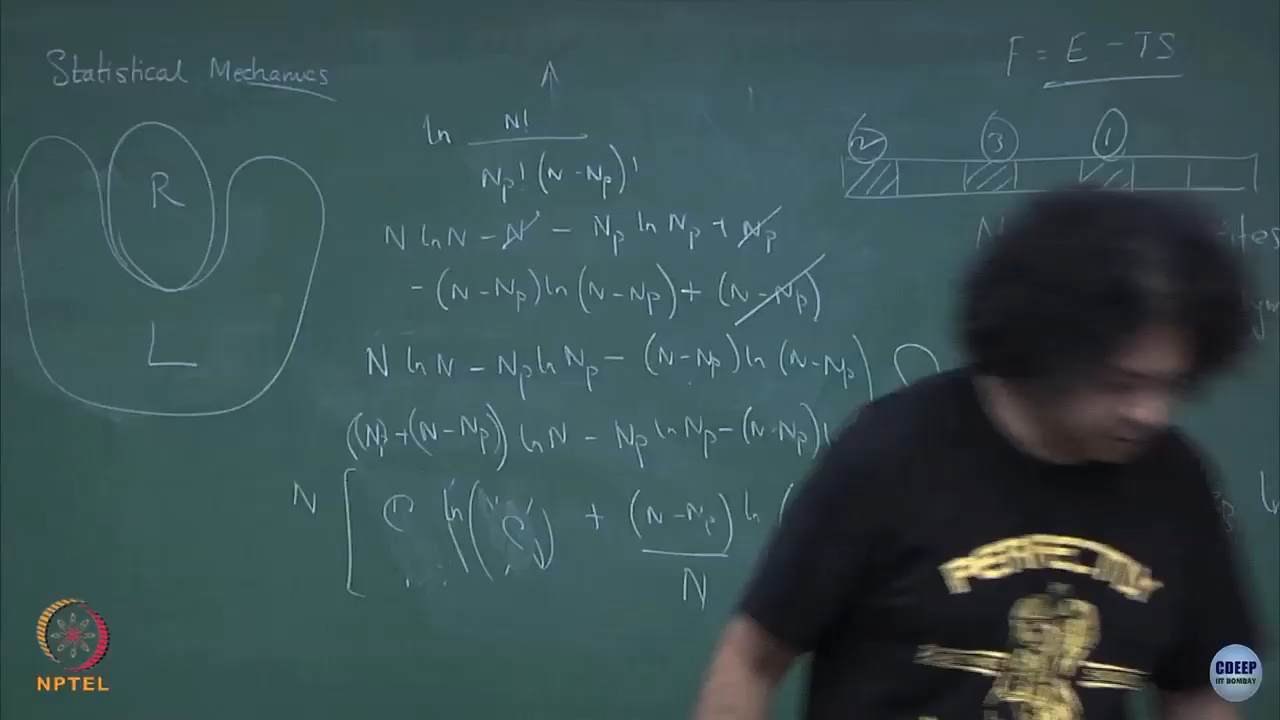 Statistical Mechanics
R
L
ln N! / Np! (N-Np)!
N ln N - N - Np ln Np + Np
- (N-Np) ln (N-Np) + (N-Np)
N ln N - Np ln Np - (N-Np) ln (N-Np)
(Np + (N-Np)) ln N - Np ln Np - (N-Np)
N [ ln ( ) + (N-Np) / N ln
F = E - TS
2 3 1
N
NPTEL
CDEEP
IIT BOMBAY